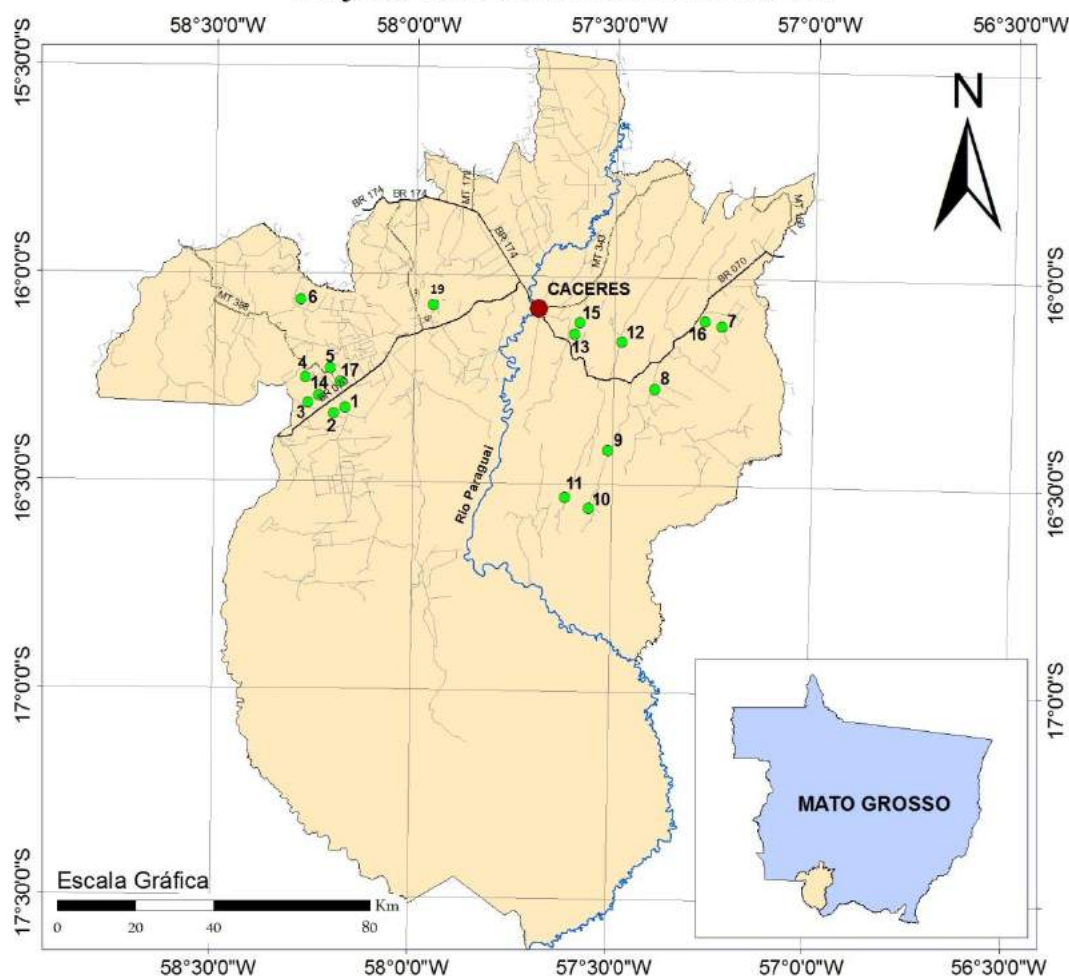 58°30'0"W 58°0'0"W 57°30'0"W 57°0'0"W 56°30'0"W
15°30'0"S
N
MT 179
BR 174
BR 174
BR 174
MT 343
BR 070
16°0'0"S
16°0'0"S
MT 388
6
19
CACERES
15
13
12
16
7
5
4
17
14
8
3
1
2
9
Rio Paraguai
11
10
16°30'0"S
16°30'0"S
17°0'0"S
17°0'0"S
MATO GROSSO
Escala Gráfica
Km
0 20 40 80
17°30'0"S
58°30'0"W 58°0'0"W 57°30'0"W 57°0'0"W 56°30'0"W